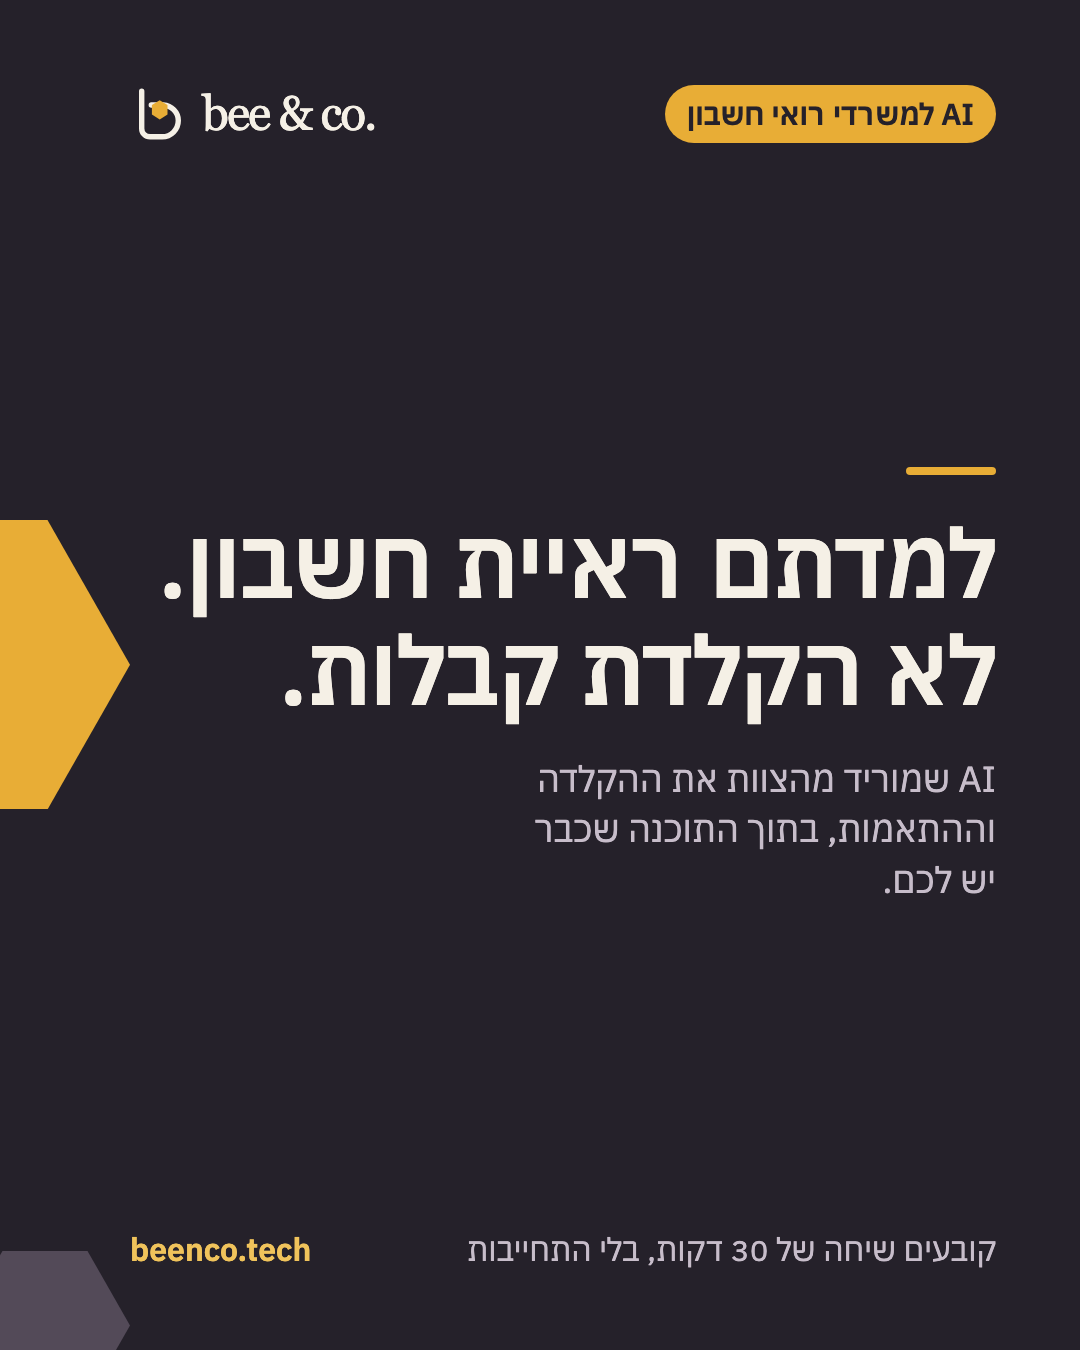 AI למשרדי רואי חשבון
bee & co.
למדתם ראיית חשבון.
לא הקלדת קבלות.
AI שמוריד מהצוות את ההקלדה
וההתאמות, בתוך התוכנה שכבר
יש לכם.
קובעים שיחה של 30 דקות, בלי התחייבות
beenco.tech